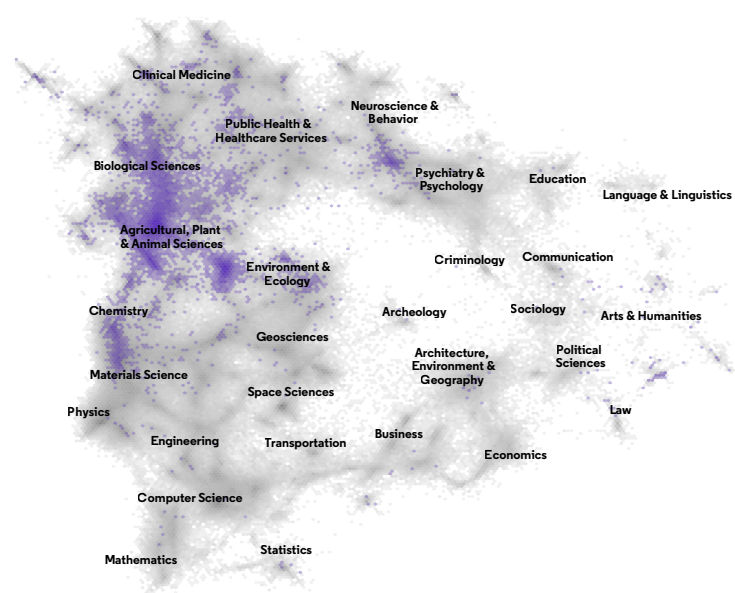 Clinical Medicine
Neuroscience &
Behavior
Public Health &
Healthcare Services
Biological Sciences
Psychiatry &
Psychology
Education
Language & Linguistics
Agricultural, Plant
& Animal Sciences
Environment &
Ecology
Criminology
Communication
Chemistry
Archeology
Sociology
Arts & Humanities
Geosciences
Architecture,
Environment &
Geography
Political
Sciences
Materials Science
Space Sciences
Physics
Law
Engineering
Transportation
Business
Economics
Computer Science
Mathematics
Statistics